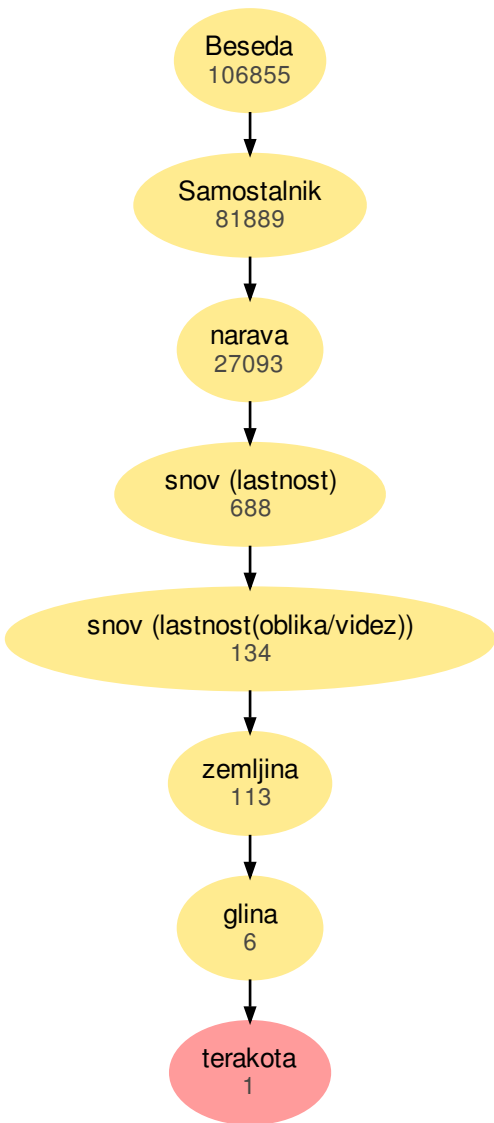 Beseda
106855
Samostalnik
81889
narava
27093
snov (lastnost)
688
snov (lastnost(oblika/videz))
134
zemljina
113
glina
6
terakota
1